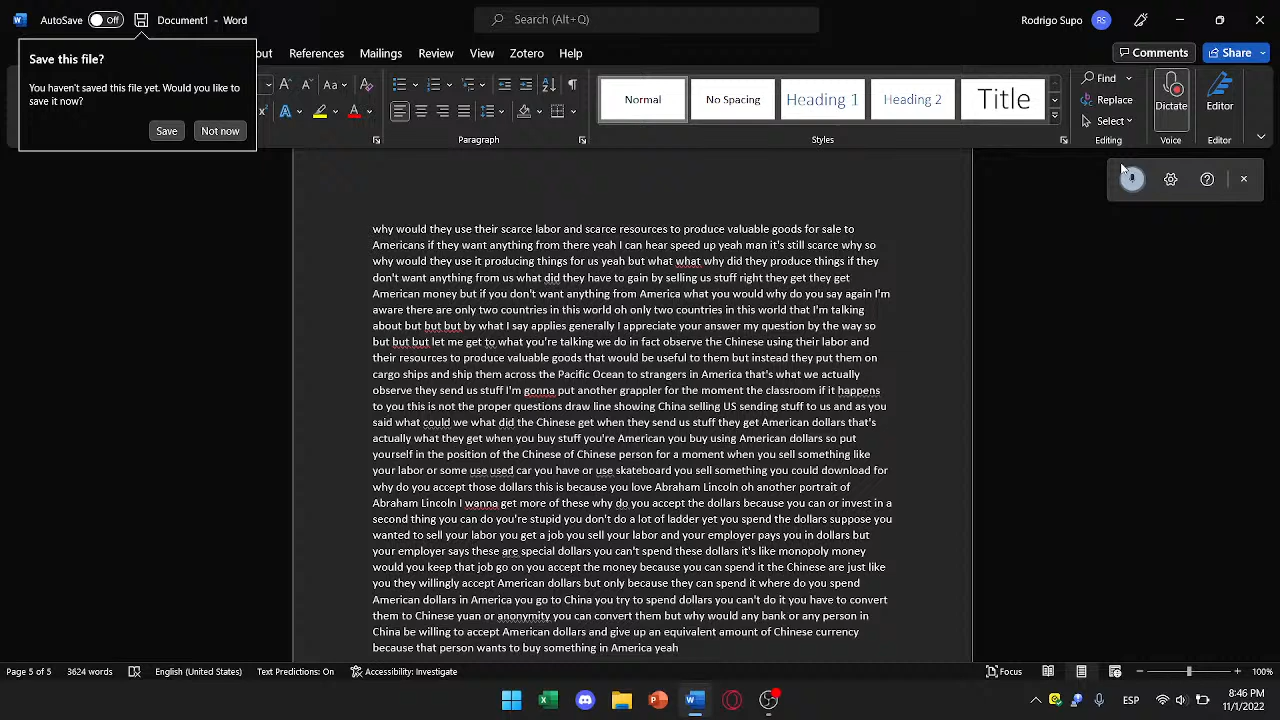 AutoSave Off Document1 - Word
Search (Alt+Q)
Rodrigo Supo RS
Save this file?
You haven't saved this file yet. Would you like to
save it now?
Save Not now
out References Mailings Review View Zotero Help
Comments Share
Aa
A
Normal No Spacing Heading 1 Heading 2 Title
Find
Replace
Select
Dictate
Editor
Paragraph Styles Editing Voice Editor
why would they use their scarce labor and scarce resources to produce valuable goods for sale to
Americans if they want anything from there yeah I can hear speed up yeah man it's still scarce why so
why would they use it producing things for us yeah but what what why did they produce things if they
don't want anything from us what did they have to gain by selling us stuff right they get they get
American money but if you don't want anything from America what you would why do you say again I'm
aware there are only two countries in this world oh only two countries in this world that I'm talking
about but but but by what I say applies generally I appreciate your answer my question by the way so
but but but let me get to what you're talking we do in fact observe the Chinese using their labor and
their resources to produce valuable goods that would be useful to them but instead they put them on
cargo ships and ship them across the Pacific Ocean to strangers in America that's what we actually
observe they send us stuff I'm gonna put another grappler for the moment the classroom if it happens
to you this is not the proper questions draw line showing China selling US sending stuff to us and as you
said what could we what did the Chinese get when they send us stuff they get American dollars that's
actually what they get when you buy stuff you're American you buy using American dollars so put
yourself in the position of the Chinese of Chinese person for a moment when you sell something like
your labor or some use used car you have or use skateboard you sell something you could download for
why do you accept those dollars this is because you love Abraham Lincoln oh another portrait of
Abraham Lincoln I wanna get more of these why do you accept the dollars because you can or invest in a
second thing you can do you're stupid you don't do a lot of ladder yet you spend the dollars suppose you
wanted to sell your labor you get a job you sell your labor and your employer pays you in dollars but
your employer says these are special dollars you can't spend these dollars it's like monopoly money
would you keep that job go on you accept the money because you can spend it the Chinese are just like
you they willingly accept American dollars but only because they can spend it where do you spend
American dollars in America you go to China you try to spend dollars you can't do it you have to convert
them to Chinese yuan or anonymity you can convert them but why would any bank or any person in
China be willing to accept American dollars and give up an equivalent amount of Chinese currency
because that person wants to buy something in America yeah
Page 5 of 5 3624 words English (United States) Text Predictions: On Accessibility: Investigate Focus 100%
ESP
8:46 PM
11/1/2022